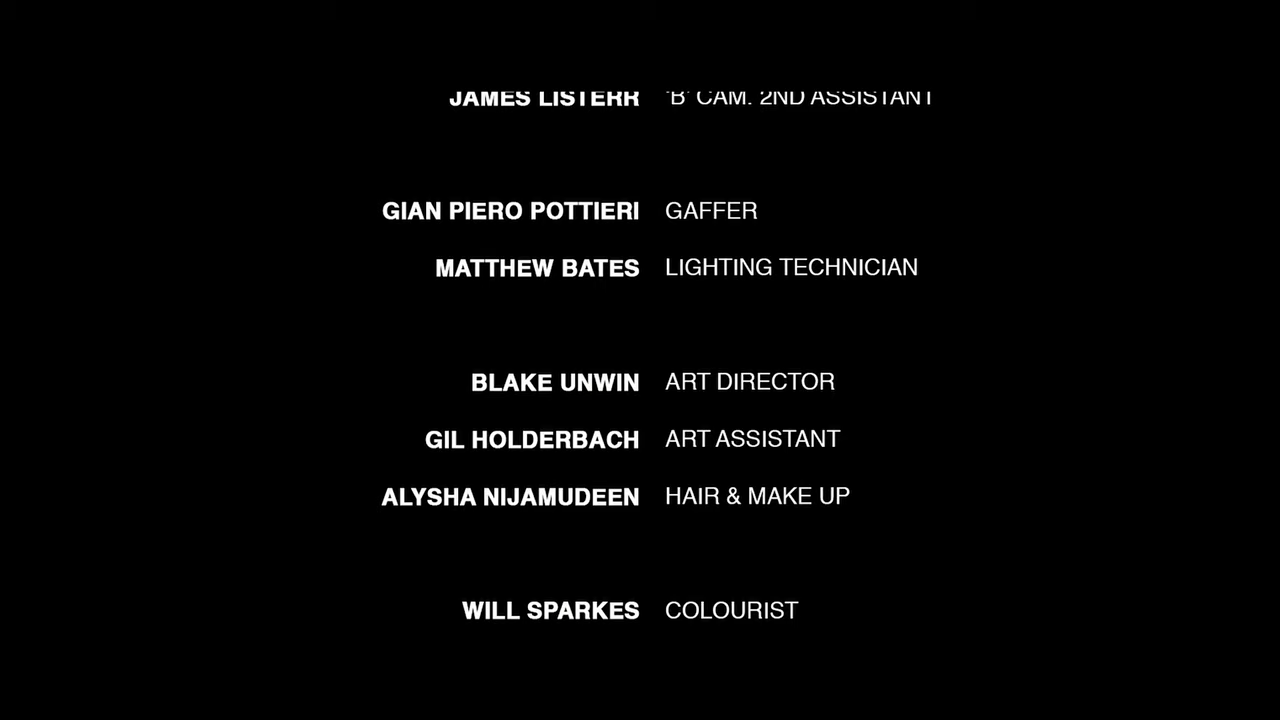 JAMES LISTERR 'B' CAM. 2ND ASSISTANT
GIAN PIERO POTTIERI GAFFER
MATTHEW BATES LIGHTING TECHNICIAN
BLAKE UNWIN ART DIRECTOR
GIL HOLDERBACH ART ASSISTANT
ALYSHA NIJAMUDEEN HAIR & MAKE UP
WILL SPARKES COLOURIST